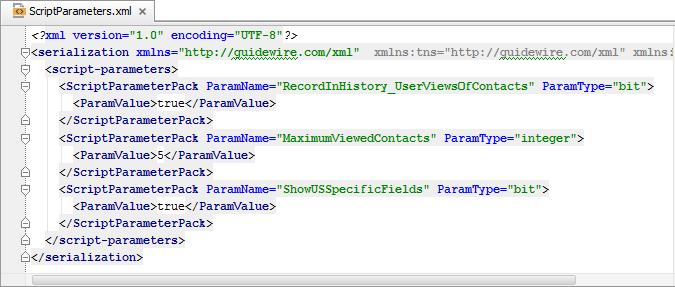 ScriptParameters.xml
<?xml version="1.0" encoding="UTF-8"?>
<serialization xmlns="http://guidewire.com/xml"  xmlns:tns="http://guidewire.com/xml" xmlns:
<script-parameters>
<ScriptParameterPack ParamName="RecordInHistory_UserViewsOfContacts" ParamType="bit">
<ParamValue>true</ParamValue>
</ScriptParameterPack>
<ScriptParameterPack ParamName="MaximumViewedContacts" ParamType="integer">
<ParamValue>5</ParamValue>
</ScriptParameterPack>
<ScriptParameterPack ParamName="ShowUSSpecificFields" ParamType="bit">
<ParamValue>true</ParamValue>
</ScriptParameterPack>
</script-parameters>
</serialization>